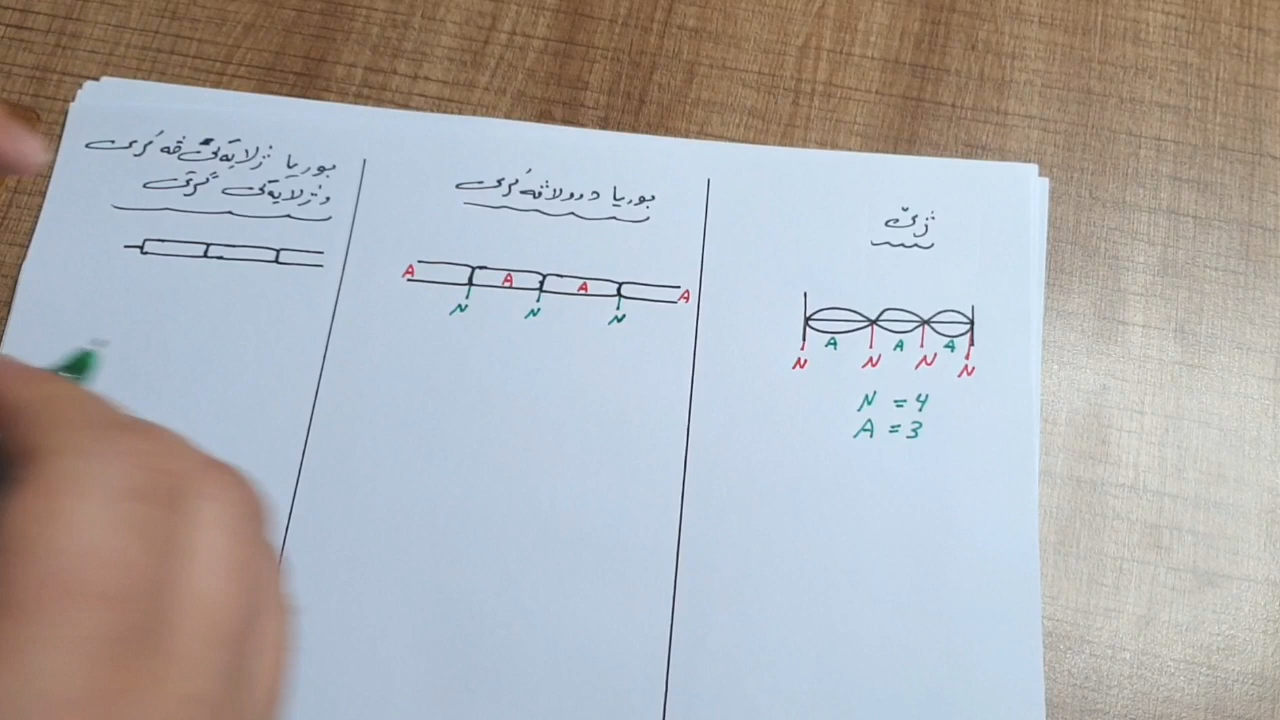 ژێ
N A N A N A N
N = 4
A = 3
بوریا دوولاڤەکری
A A A A
N N N
بوریا ژلایەکێ ڤەکری
و ژلایەکێ گرتی